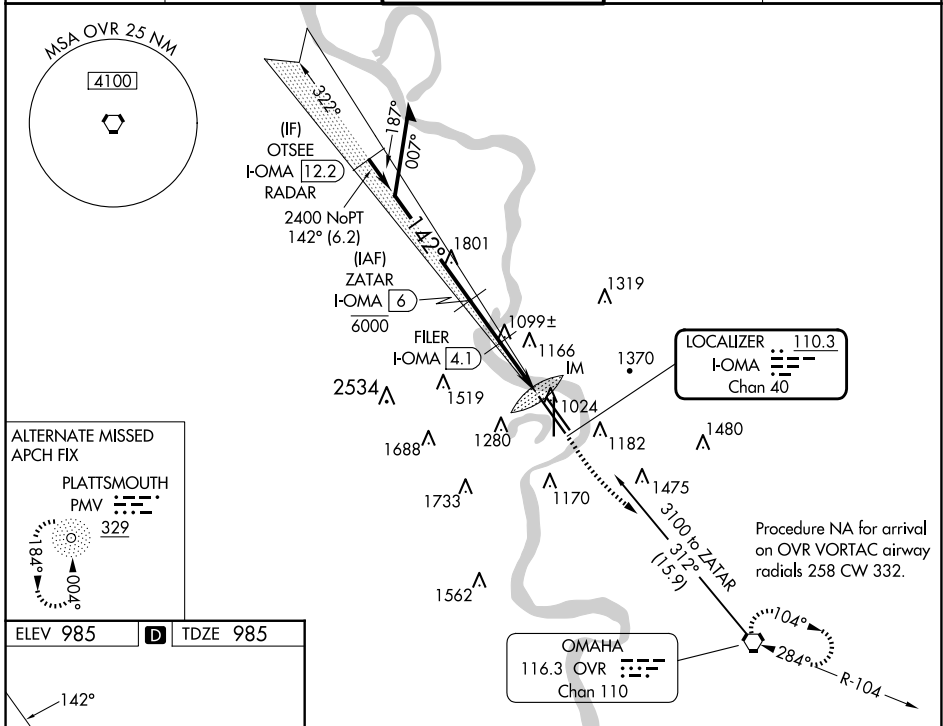 MSA OVR 25 NM
4100
322°
187°
007°
(IF)
OTSEE
I-OMA 12.2
RADAR
2400 NoPT
142° (6.2)
142°
1801
(IAF)
ZATAR
I-OMA 6
6000
1319
FILER
I-OMA 4.1
1099±
1166
IM
1370
LOCALIZER 110.3
I-OMA
Chan 40
2534
1519
1024
1280
1182
1480
1688
ALTERNATE MISSED
APCH FIX
PLATTSMOUTH
PMV
329
184°
004°
1733
1170
1475
3100 to ZATAR
312°
(15.9)
Procedure NA for arrival
on OVR VORTAC airway
radials 258 CW 332.
1562
104°
284°
R-104
OMAHA
116.3 OVR
Chan 110
ELEV 985 D TDZE 985
142°